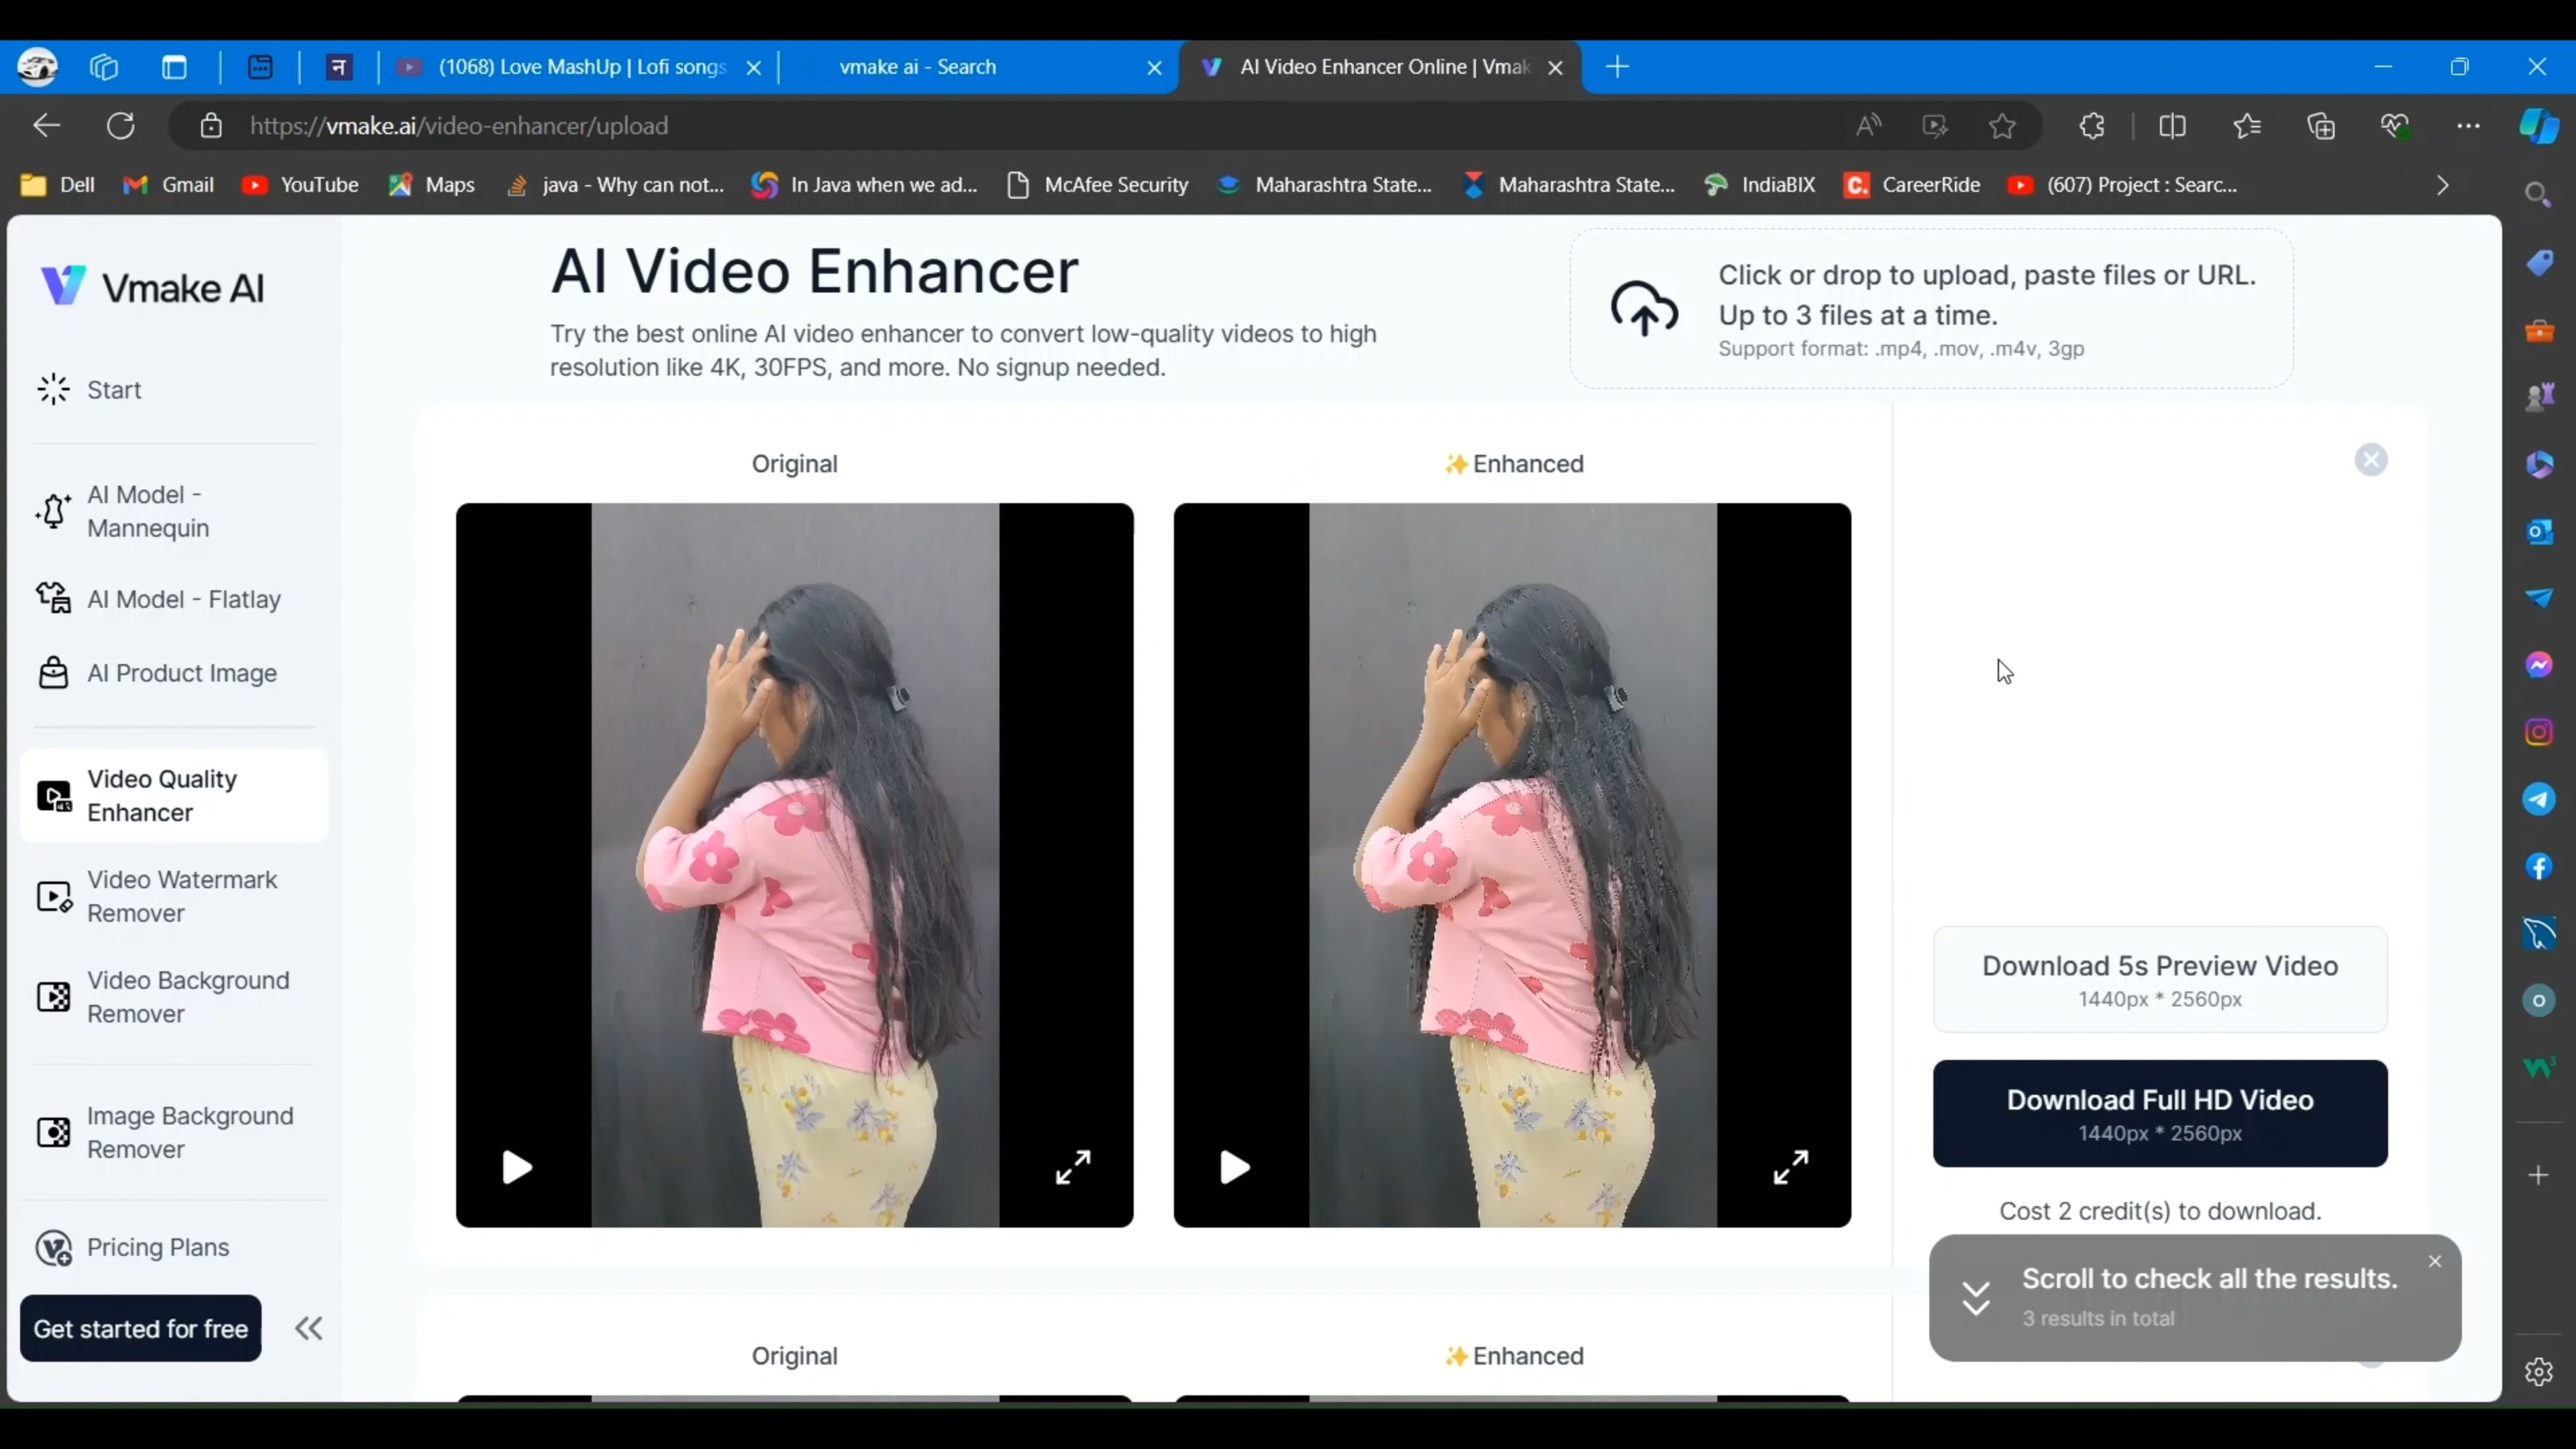 न
(1068) Love MashUp | Lofi songs
vmake ai - Search
AI Video Enhancer Online | Vmak
https://vmake.ai/video-enhancer/upload
Dell
Gmail
YouTube
Maps
java - Why can not...
In Java when we ad...
McAfee Security
Maharashtra State...
Maharashtra State...
IndiaBIX
C.
CareerRide
(607) Project : Searc...
Vmake AI
Start
AI Model -
Mannequin
AI Model - Flatlay
AI Product Image
Video Quality
Enhancer
Video Watermark
Remover
Video Background
Remover
Image Background
Remover
Pricing Plans
Get started for free
AI Video Enhancer
Try the best online AI video enhancer to convert low-quality videos to high
resolution like 4K, 30FPS, and more. No signup needed.
Click or drop to upload, paste files or URL.
Up to 3 files at a time.
Support format: .mp4, .mov, .m4v, 3gp
Original
✨Enhanced
Download 5s Preview Video
1440px * 2560px
Download Full HD Video
1440px * 2560px
Cost 2 credit(s) to download.
Scroll to check all the results.
3 results in total
Original
✨Enhanced